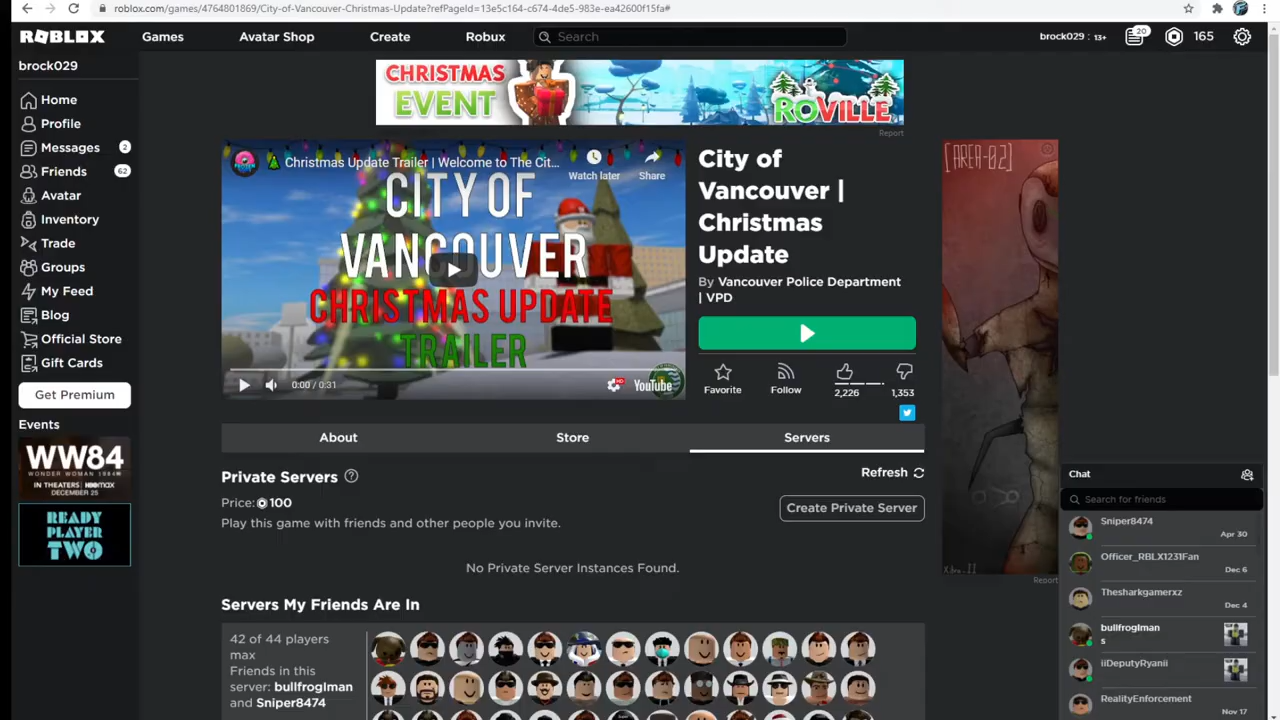 roblox.com/games/4764801869/City-of-Vancouver-Christmas-Update?refPageId=13e5c164-c674-4de5-983e-ea42600f15fa#
ROBLOX
Games
Avatar Shop
Create
Robux
Search
brock029 : 13+
20
165
brock029
Home
Profile
Messages
2
Friends
62
Avatar
Inventory
Trade
Groups
My Feed
Blog
Official Store
Gift Cards
Get Premium
Events
WW84
WONDER WOMAN 1984
IN THEATERS | HBOmax
DECEMBER 25
READY
PLAYER
TWO
CHRISTMAS
EVENT
ROVILLE
Report
Christmas Update Trailer | Welcome to The Cit...
Watch later
Share
CITY OF
VANCOUVER
CHRISTMAS UPDATE
TRAILER
0:00 / 0:31
HD
YouTube
City of
Vancouver |
Christmas
Update
By Vancouver Police Department
| VPD
Favorite
Follow
2,226
1,353
About
Store
Servers
Private Servers
Refresh
Price: 100
Create Private Server
Play this game with friends and other people you invite.
No Private Server Instances Found.
Servers My Friends Are In
42 of 44 players
max
Friends in this
server: bullfroglman
and Sniper8474
[AREA-02]
Report
Chat
Search for friends
Sniper8474
Apr 30
Officer_RBLX1231Fan
Dec 6
Thesharkgamerxz
Dec 4
bullfroglman
s
iiDeputyRyanii
RealityEnforcement
Nov 17